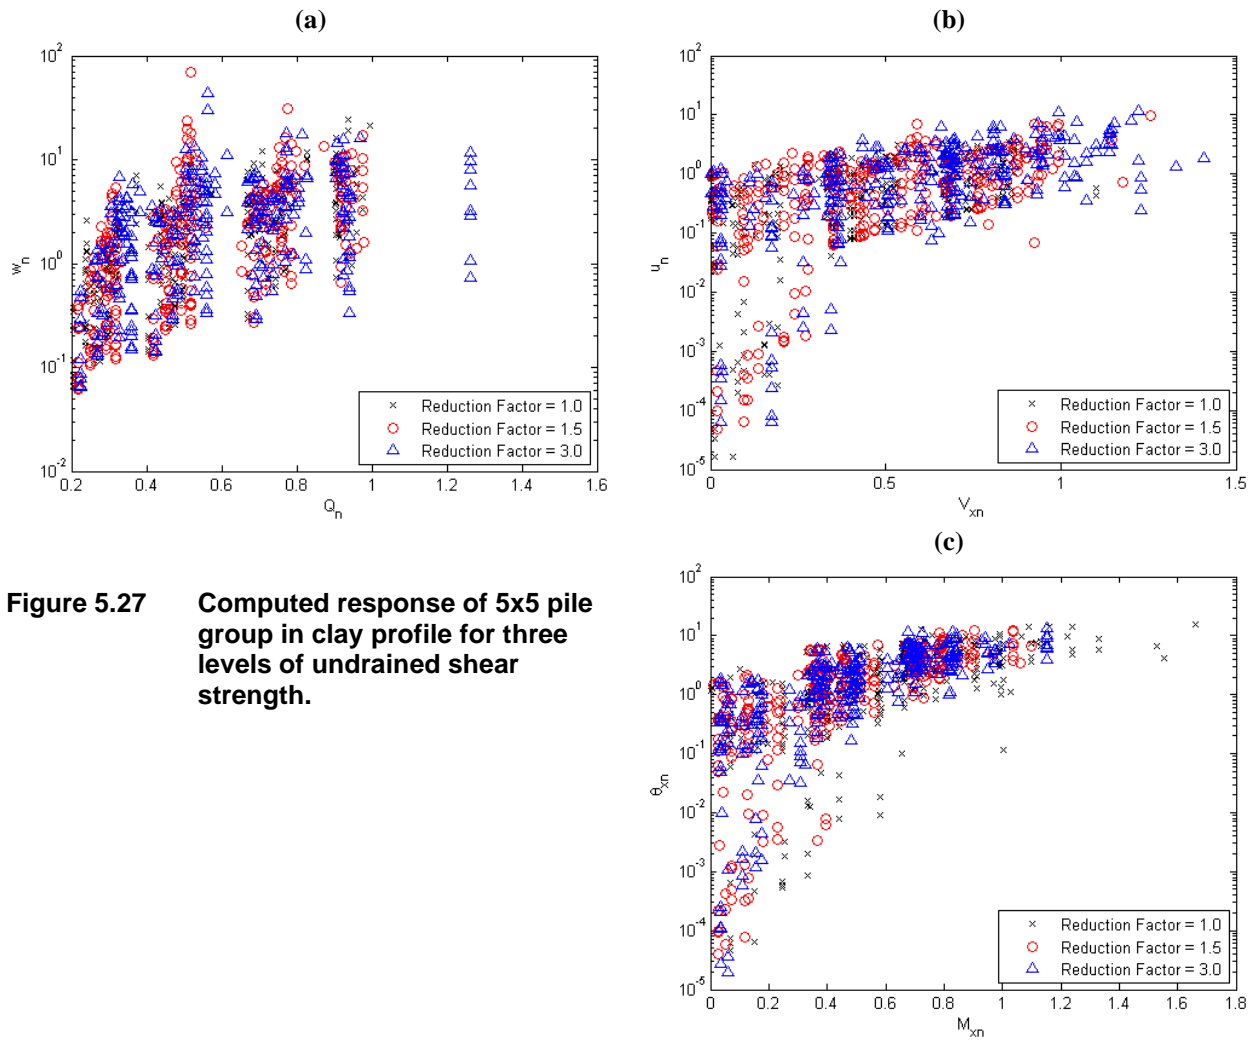 (a)
10^2
10^1
10^0
10^-1
10^-2
w_n
0.2 0.4 0.6 0.8 1 1.2 1.4 1.6
Q_n
Reduction Factor = 1.0
Reduction Factor = 1.5
Reduction Factor = 3.0
(b)
10^2
10^1
10^0
10^-1
10^-2
10^-3
10^-4
10^-5
u_n
0 0.5 1 1.5
V_xn
Reduction Factor = 1.0
Reduction Factor = 1.5
Reduction Factor = 3.0
Figure 5.27 Computed response of 5x5 pile
group in clay profile for three
levels of undrained shear
strength.
(c)
10^2
10^1
10^0
10^-1
10^-2
10^-3
10^-4
10^-5
θ_xn
0 0.2 0.4 0.6 0.8 1 1.2 1.4 1.6 1.8
M_xn
Reduction Factor = 1.0
Reduction Factor = 1.5
Reduction Factor = 3.0